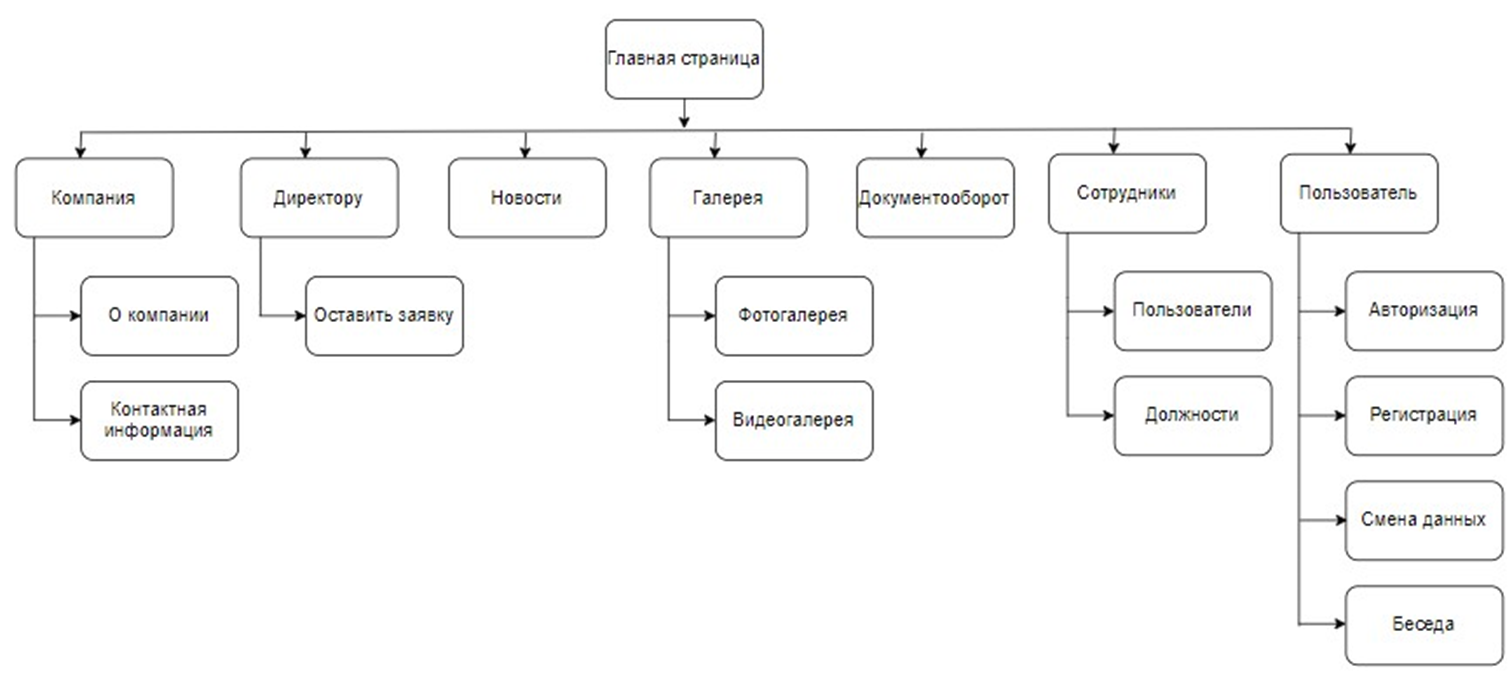 Главная страница
Компания
Директору
Новости
Галерея
Документооборот
Сотрудники
Пользователь
О компании
Оставить заявку
Фотогалерея
Пользователи
Авторизация
Контактная
информация
Видеогалерея
Должности
Регистрация
Смена данных
Беседа